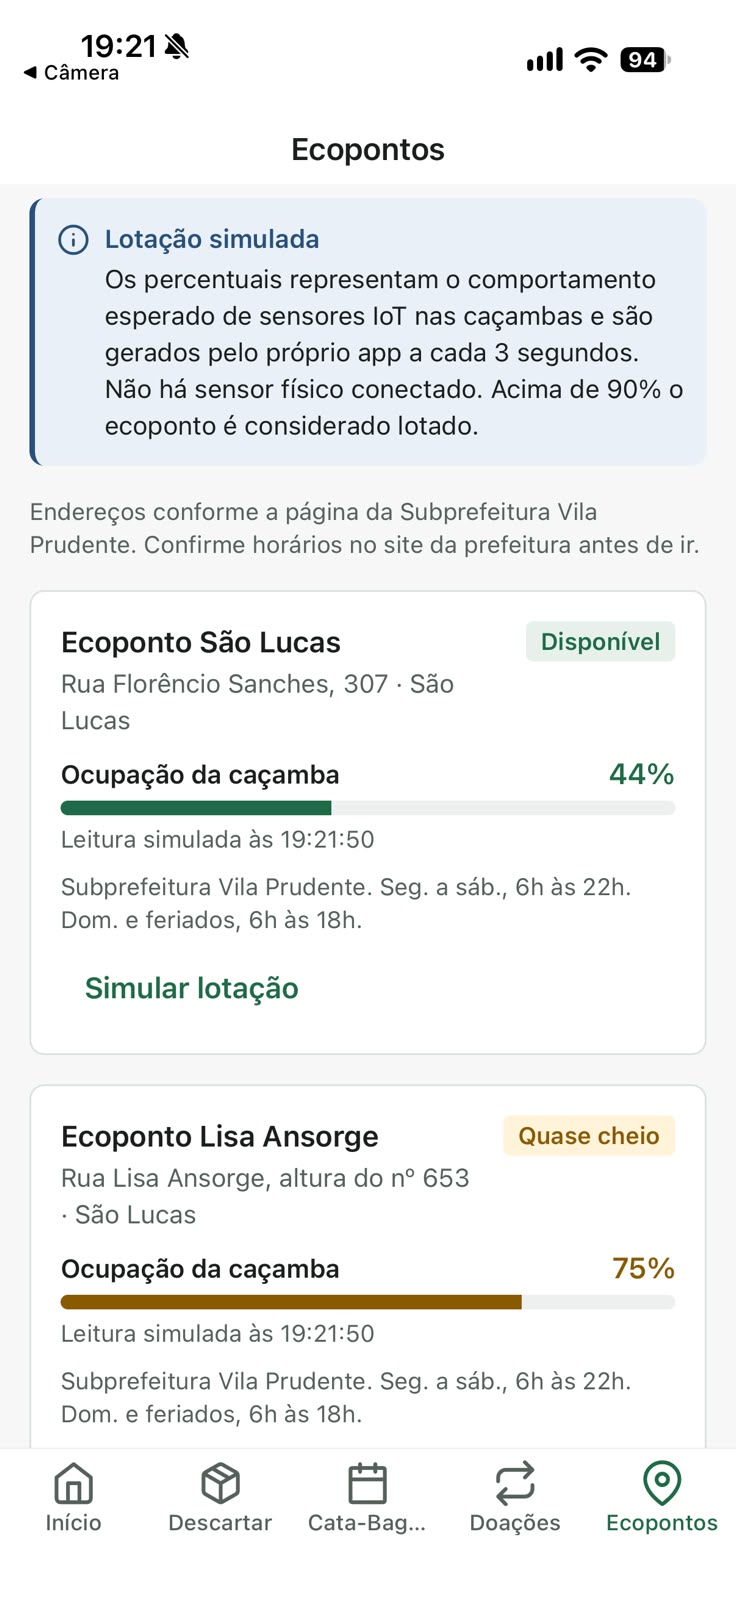 19:21
◀ Câmera
94
Ecopontos
Lotação simulada
Os percentuais representam o comportamento
esperado de sensores IoT nas caçambas e são
gerados pelo próprio app a cada 3 segundos.
Não há sensor físico conectado. Acima de 90% o
ecoponto é considerado lotado.
Endereços conforme a página da Subprefeitura Vila
Prudente. Confirme horários no site da prefeitura antes de ir.
Ecoponto São Lucas
Disponível
Rua Florêncio Sanches, 307 · São
Lucas
Ocupação da caçamba
44%
Leitura simulada às 19:21:50
Subprefeitura Vila Prudente. Seg. a sáb., 6h às 22h.
Dom. e feriados, 6h às 18h.
Simular lotação
Ecoponto Lisa Ansorge
Quase cheio
Rua Lisa Ansorge, altura do nº 653
· São Lucas
Ocupação da caçamba
75%
Leitura simulada às 19:21:50
Subprefeitura Vila Prudente. Seg. a sáb., 6h às 22h.
Dom. e feriados, 6h às 18h.
Início
Descartar
Cata-Bag...
Doações
Ecopontos